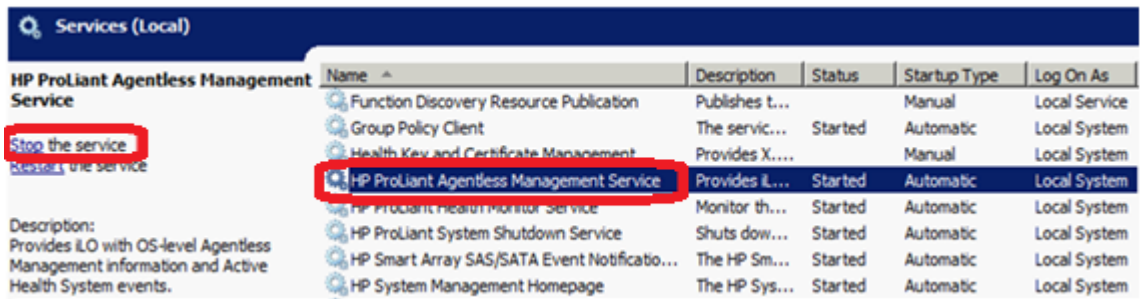 Services (Local)
HP ProLiant Agentless Management Service
Stop the service
Restart the service
Description:
Provides iLO with OS-level Agentless
Management information and Active
Health System events.
Name Description Status Startup Type Log On As
Function Discovery Resource Publication Publishes t... Manual Local Service
Group Policy Client The servic... Started Automatic Local System
Health Key and Certificate Management Provides X.... Manual Local System
HP ProLiant Agentless Management Service Provides iL... Started Automatic Local System
HP ProLiant Health Monitor Service Monitor th... Started Automatic Local System
HP ProLiant System Shutdown Service Shuts dow... Started Automatic Local System
HP Smart Array SAS/SATA Event Notificatio... The HP Sm... Started Automatic Local System
HP System Management Homepage The HP Sys... Started Automatic Local System